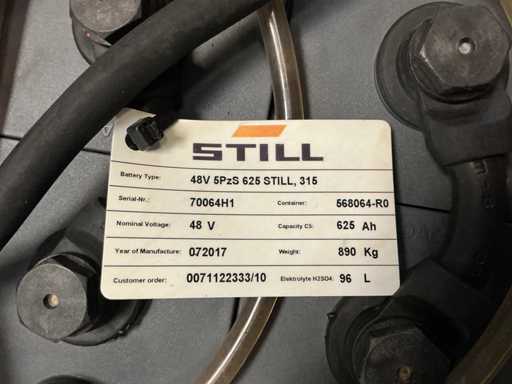 STILL
Battery Type: 48V 5PzS 625 STILL, 315
Serial-Nr.: 70064H1 Container: 568064-R0
Nominal Voltage: 48 V Capacity C5: 625 Ah
Year of Manufacture: 072017 Weight: 890 Kg
Customer order: 0071122333/10 Elektrolyte H2SO4: 96 L